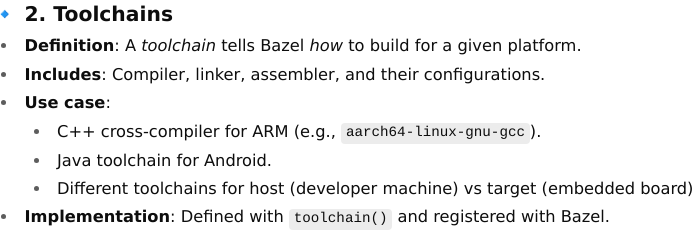 2. Toolchains
Definition: A toolchain tells Bazel how to build for a given platform.
Includes: Compiler, linker, assembler, and their configurations.
Use case:
C++ cross-compiler for ARM (e.g., aarch64-linux-gnu-gcc).
Java toolchain for Android.
Different toolchains for host (developer machine) vs target (embedded board)
Implementation: Defined with toolchain() and registered with Bazel.